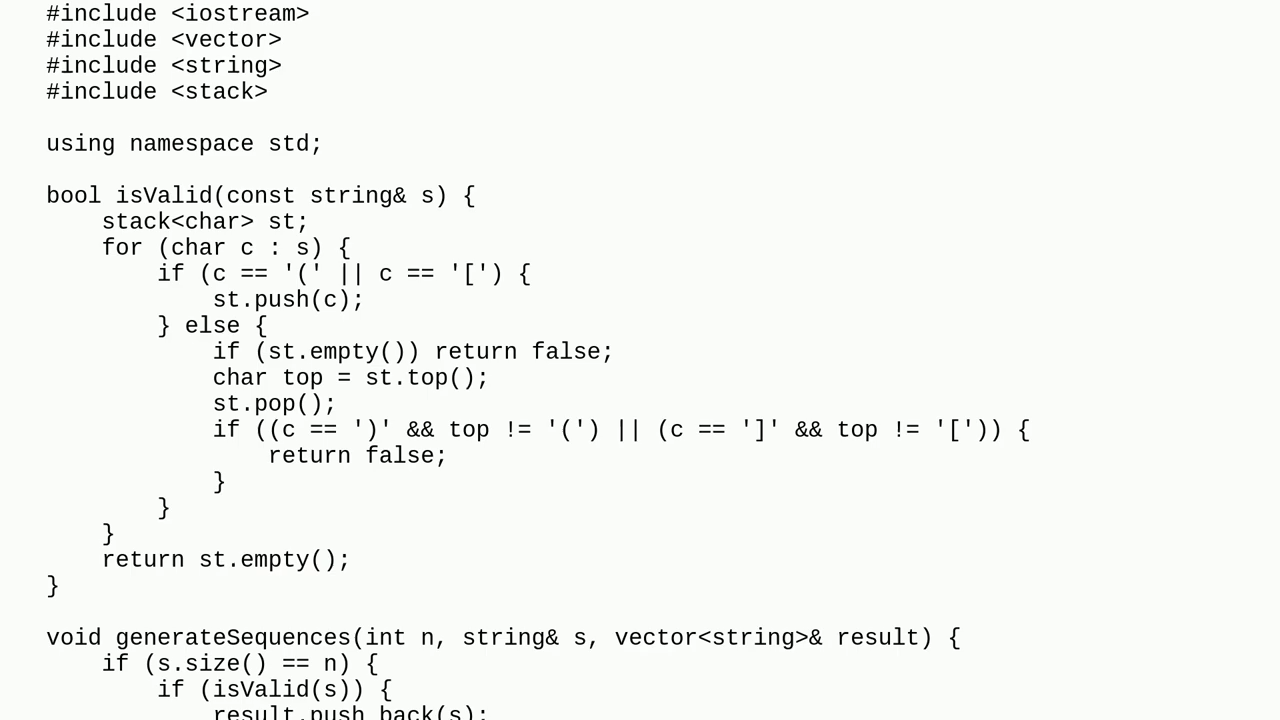 #include <iostream>
#include <vector>
#include <string>
#include <stack>

using namespace std;

bool isValid(const string& s) {
    stack<char> st;
    for (char c : s) {
        if (c == '(' || c == '[') {
            st.push(c);
        } else {
            if (st.empty()) return false;
            char top = st.top();
            st.pop();
            if ((c == ')' && top != '(') || (c == ']' && top != '[')) {
                return false;
            }
        }
    }
    return st.empty();
}

void generateSequences(int n, string& s, vector<string>& result) {
    if (s.size() == n) {
        if (isValid(s)) {
            result.push_back(s);